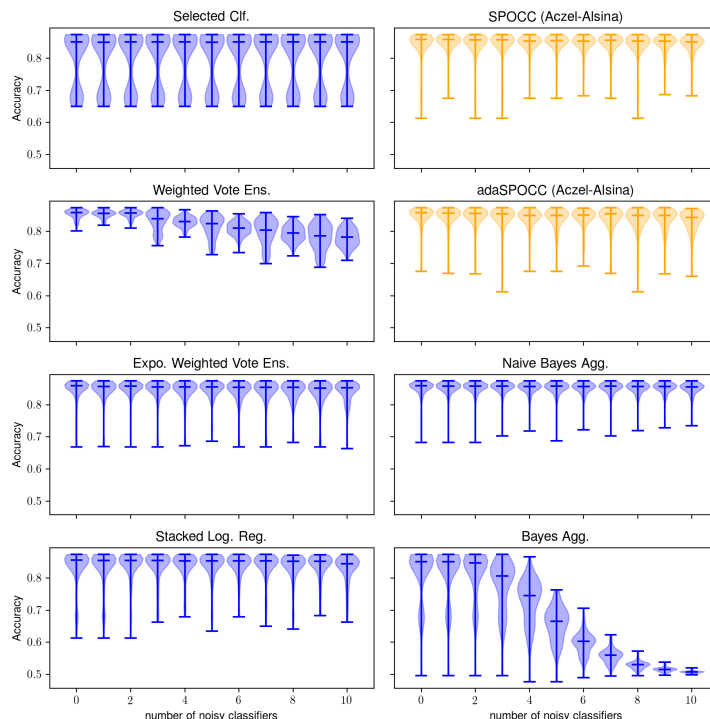 Selected Clf.
SPOCC (Aczel-Alsina)
Accuracy
0.8
0.7
0.6
0.5
Weighted Vote Ens.
adaSPOCC (Aczel-Alsina)
Accuracy
0.8
0.7
0.6
0.5
Expo. Weighted Vote Ens.
Naive Bayes Agg.
Accuracy
0.8
0.7
0.6
0.5
Stacked Log. Reg.
Bayes Agg.
Accuracy
0.8
0.7
0.6
0.5
0 2 4 6 8 10
0 2 4 6 8 10
number of noisy classifiers
number of noisy classifiers